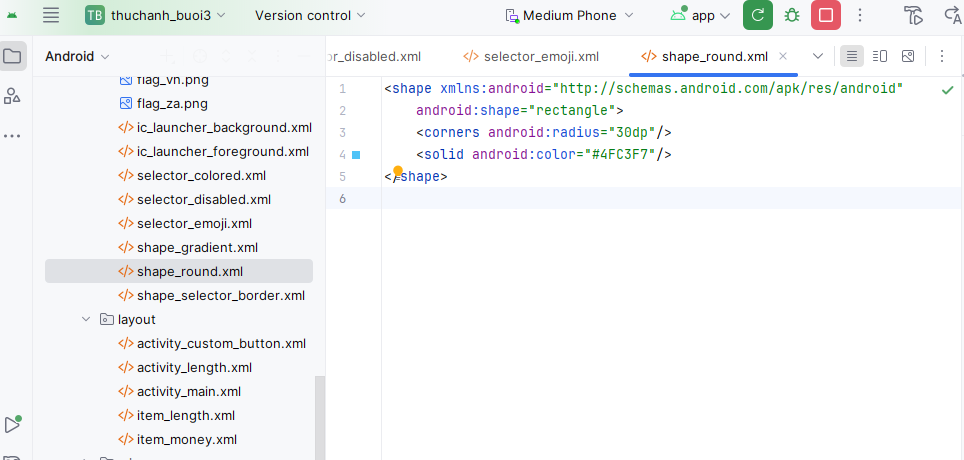 TB thuchanh_buoi3 Version control Medium Phone app
Android
or_disabled.xml selector_emoji.xml shape_round.xml
flag_vn.png
flag_za.png
ic_launcher_background.xml
ic_launcher_foreground.xml
selector_colored.xml
selector_disabled.xml
selector_emoji.xml
shape_gradient.xml
shape_round.xml
shape_selector_border.xml
layout
activity_custom_button.xml
activity_length.xml
activity_main.xml
item_length.xml
item_money.xml
1 <shape xmlns:android="http://schemas.android.com/apk/res/android"
2 android:shape="rectangle">
3 <corners android:radius="30dp"/>
4 <solid android:color="#4FC3F7"/>
5 </shape>
6